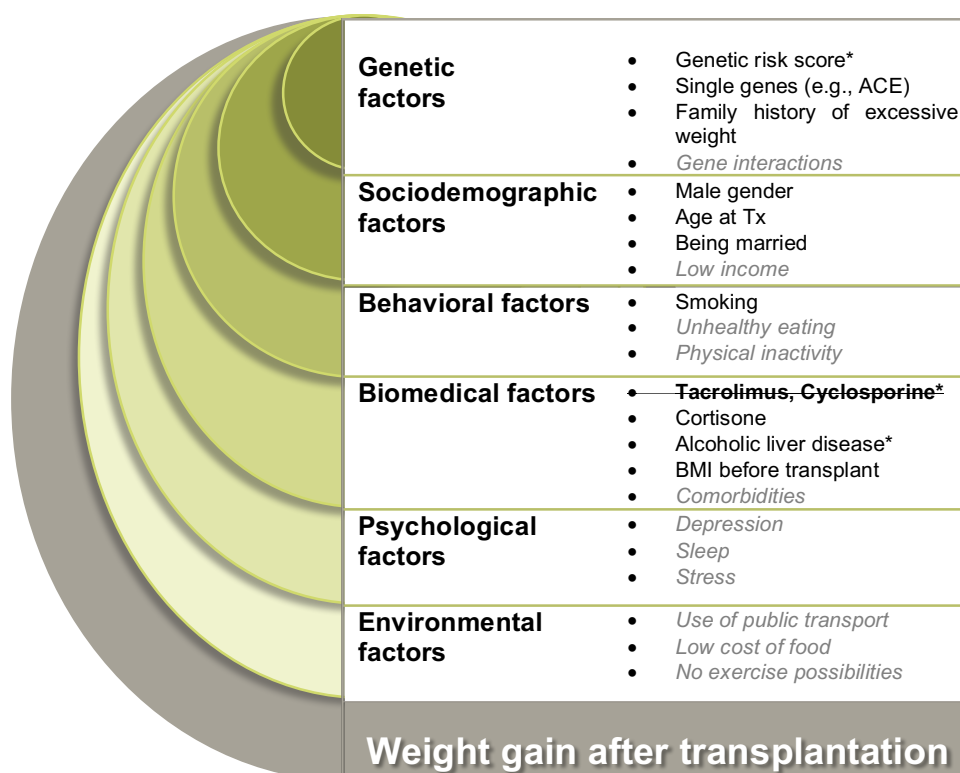 Genetic
factors
• Genetic risk score*
• Single genes (e.g., ACE)
• Family history of excessive
weight
• Gene interactions
Sociodemographic
factors
• Male gender
• Age at Tx
• Being married
• Low income
Behavioral factors
• Smoking
• Unhealthy eating
• Physical inactivity
Biomedical factors
• Tacrolimus, Cyclosporine*
• Cortisone
• Alcoholic liver disease*
• BMI before transplant
• Comorbidities
Psychological
factors
• Depression
• Sleep
• Stress
Environmental
factors
• Use of public transport
• Low cost of food
• No exercise possibilities
Weight gain after transplantation